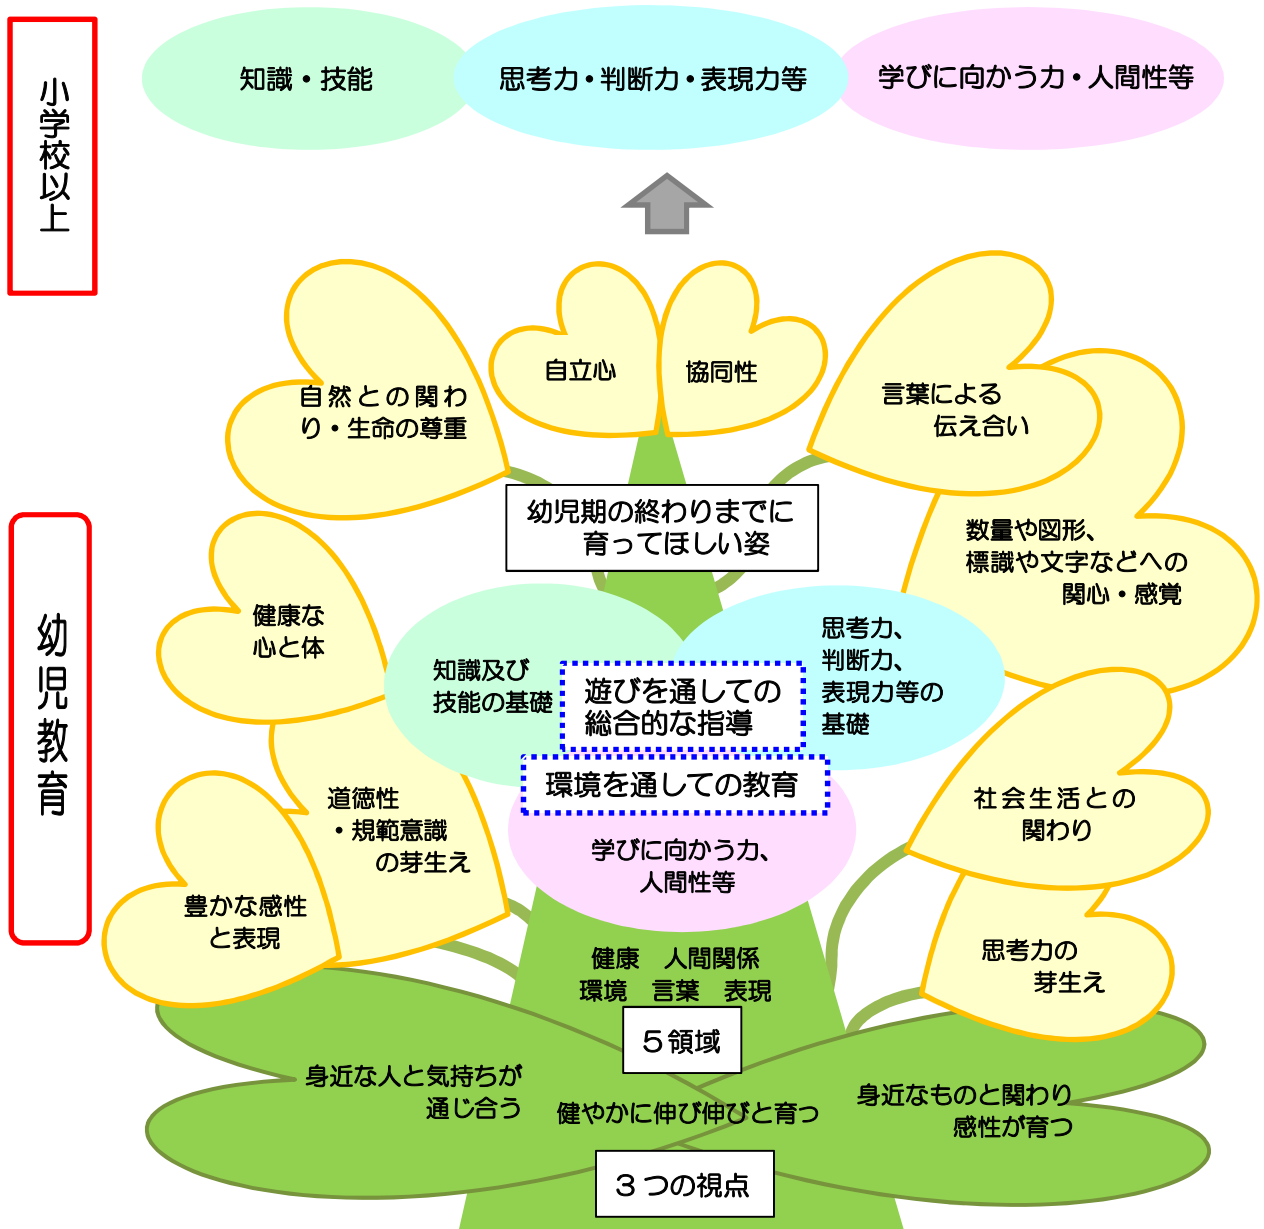 小学校以上
知識・技能
思考力・判断力・表現力等
学びに向かう力・人間性等
自然との関わ
り・生命の尊重
自立心
協同性
言葉による
伝え合い
幼児期の終わりまでに
育ってほしい姿
数量や図形、
標識や文字などへの
関心・感覚
幼児教育
健康な
心と体
知識及び
技能の基礎
思考力、
判断力、
表現力等の
基礎
遊びを通しての
総合的な指導
環境を通しての教育
道徳性
・規範意識
の芽生え
社会生活との
関わり
学びに向かう力、
人間性等
豊かな感性
と表現
健康　人間関係
環境　言葉　表現
思考力の
芽生え
５領域
身近な人と気持ちが
通じ合う
健やかに伸び伸びと育つ
身近なものと関わり
感性が育つ
３つの視点